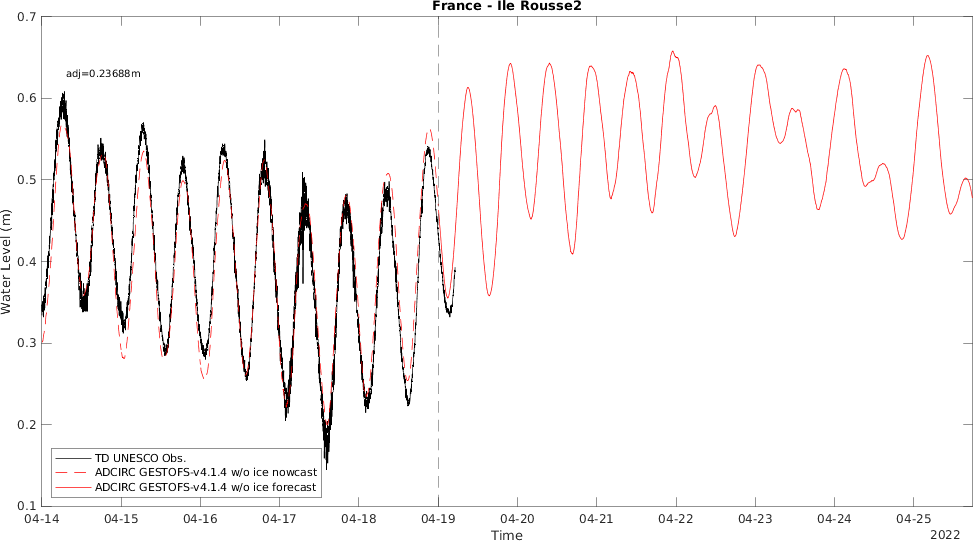 France - Ile Rousse2
adj=0.23688m
Water Level (m)
0.7
0.6
0.5
0.4
0.3
0.2
0.1
TD UNESCO Obs.
ADCIRC GESTOFS-v4.1.4 w/o ice nowcast
ADCIRC GESTOFS-v4.1.4 w/o ice forecast
04-14 04-15 04-16 04-17 04-18 04-19 04-20 04-21 04-22 04-23 04-24 04-25
Time
2022